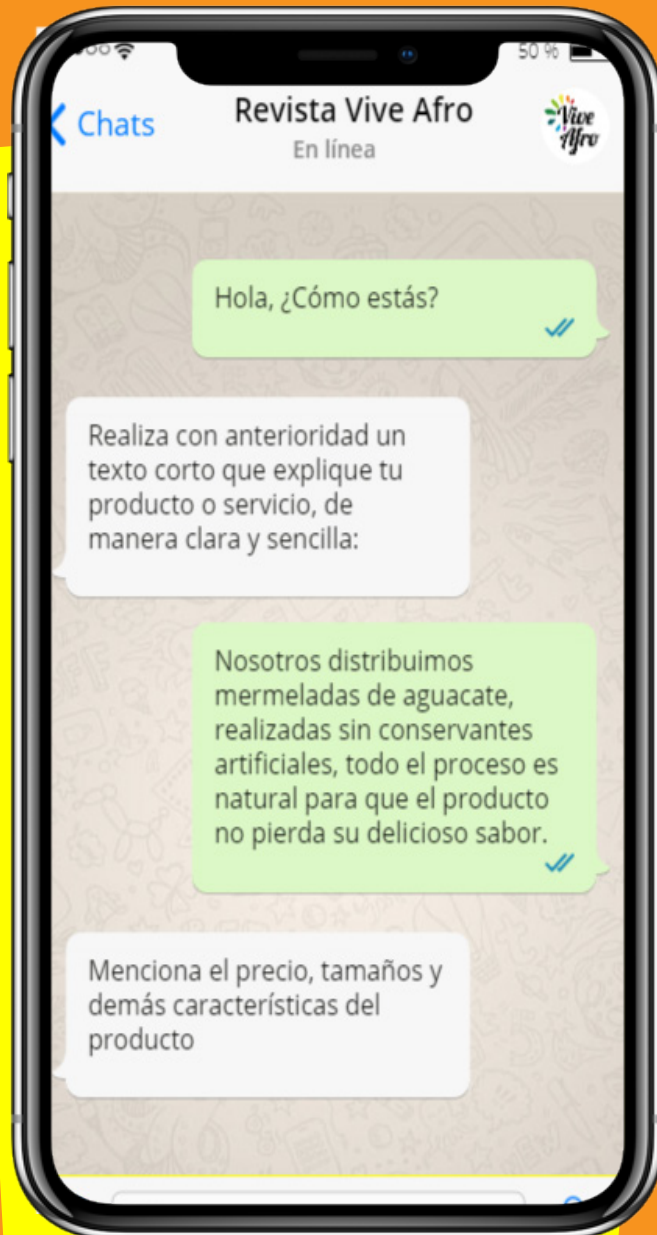 50 %
Chats
Revista Vive Afro
En línea
Vive
Afro
Hola, ¿Cómo estás?
Realiza con anterioridad un
texto corto que explique tu
producto o servicio, de
manera clara y sencilla:
Nosotros distribuimos
mermeladas de aguacate,
realizadas sin conservantes
artificiales, todo el proceso es
natural para que el producto
no pierda su delicioso sabor.
Menciona el precio, tamaños y
demás características del
producto